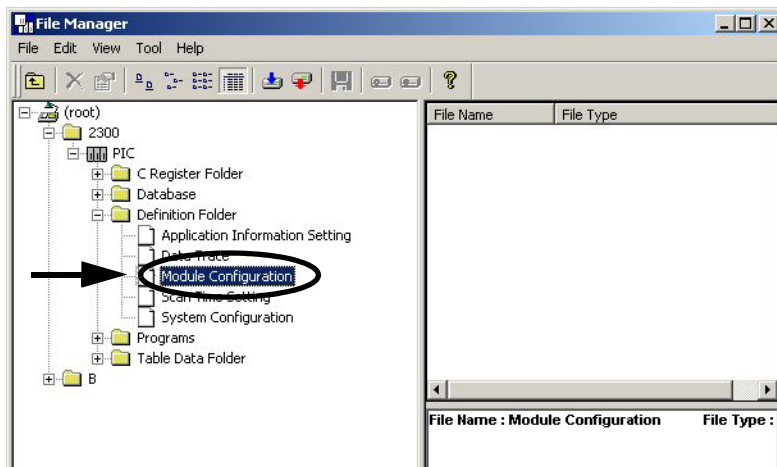 File Manager
File Edit View Tool Help
(root)
2300
PIC
C Register Folder
Database
Definition Folder
Application Information Setting
Data Trace
Module Configuration
Scan Time Setting
System Configuration
Programs
Table Data Folder
B
File Name File Type
File Name : Module Configuration File Type :